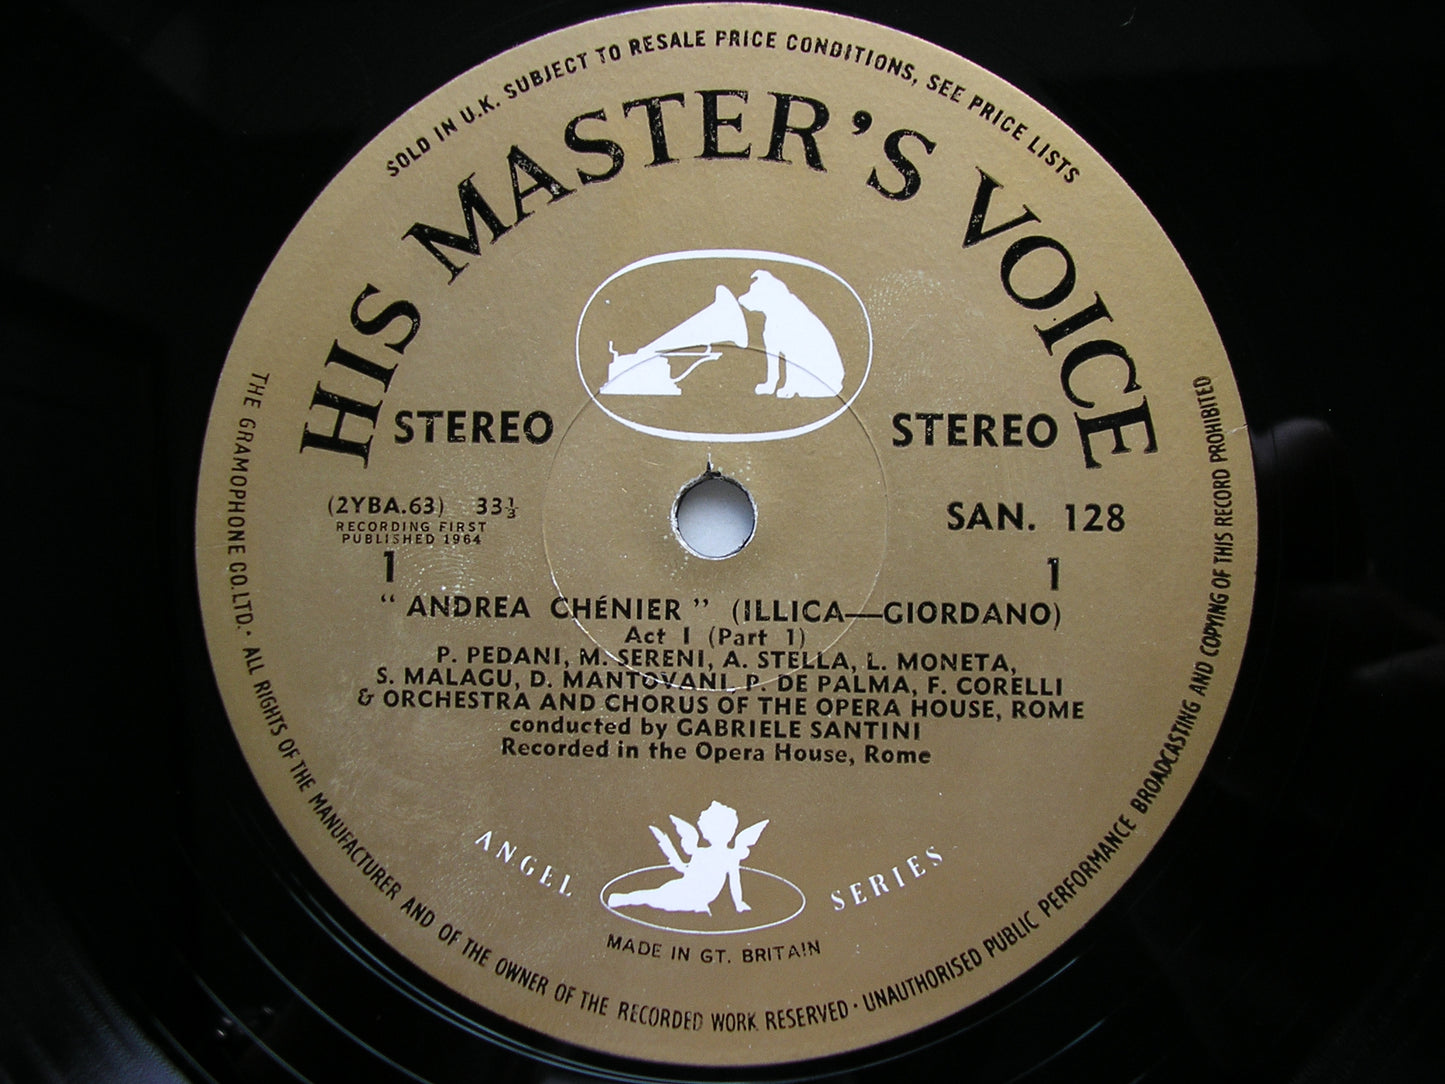 SOLD IN U.K. SUBJECT TO RESALE PRICE CONDITIONS, SEE PRICE LISTS
HIS MASTER'S VOICE
STEREO STEREO
(2YBA.63) 33⅓ SAN. 128
RECORDING FIRST
PUBLISHED 1964
1 1
"ANDREA CHÉNIER" (ILLICA—GIORDANO)
Act 1 (Part 1)
P. PEDANI, M. SERENI, A. STELLA, L. MONETA,
S. MALAGU, D. MANTOVANI, P. DE PALMA, F. CORELLI
& ORCHESTRA AND CHORUS OF THE OPERA HOUSE, ROME
conducted by GABRIELE SANTINI
Recorded in the Opera House, Rome
ANGEL SERIES
MADE IN GT. BRITAIN
THE GRAMOPHONE CO. LTD. · ALL RIGHTS OF THE MANUFACTURER AND OF THE OWNER OF THE RECORDED WORK RESERVED · UNAUTHORISED PUBLIC PERFORMANCE BROADCASTING AND COPYING OF THIS RECORD PROHIBITED